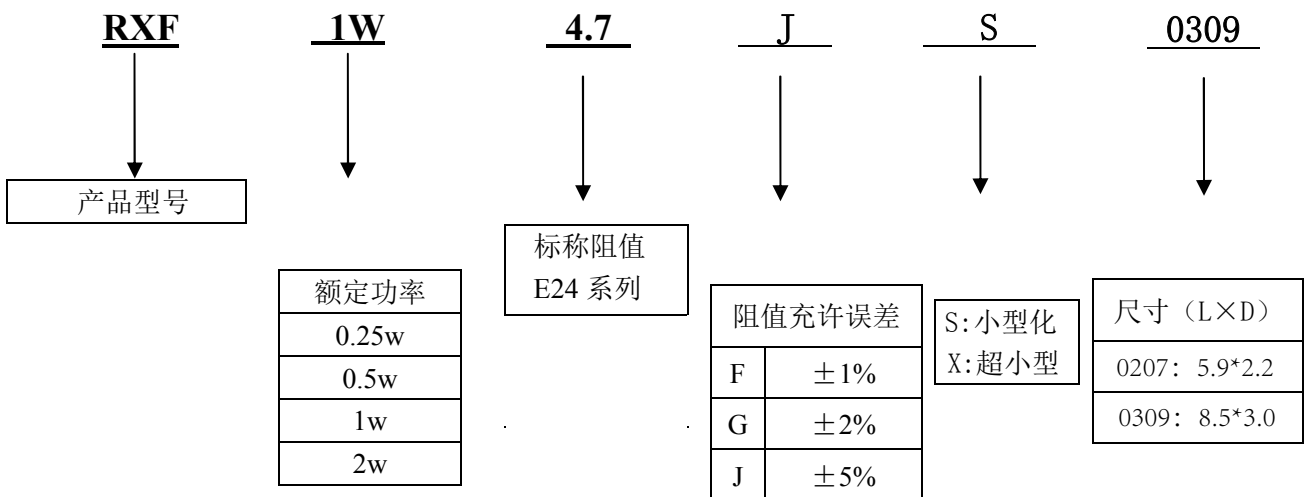 RXF 1W 4.7 J S 0309
产品型号
额定功率
0.25w
0.5w
1w
2w
标称阻值
E24 系列
阻值充许误差
F ±1%
G ±2%
J ±5%
S:小型化
X:超小型
尺寸（L×D）
0207: 5.9*2.2
0309: 8.5*3.0